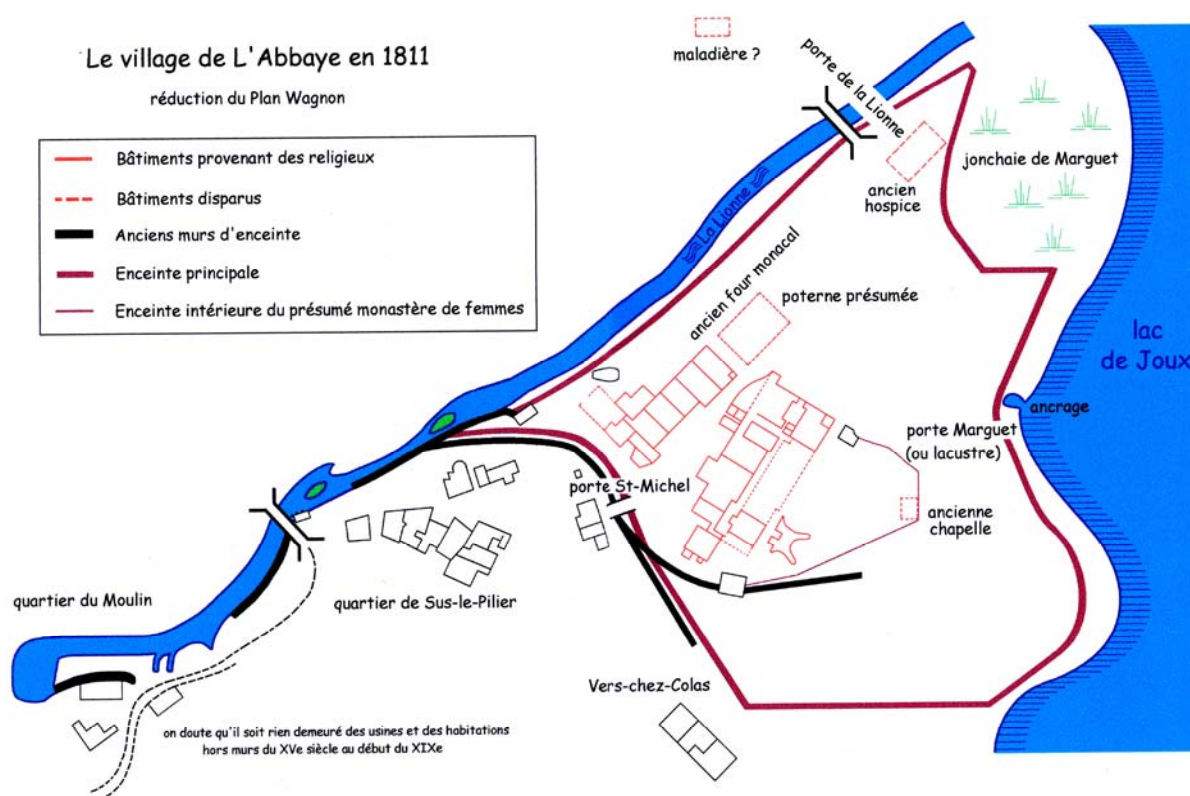 Le village de L'Abbaye en 1811
réduction du Plan Wagnon
Bâtiments provenant des religieux
Bâtiments disparus
Anciens murs d'enceinte
Enceinte principale
Enceinte intérieure du présumé monastère de femmes
maladière ?
porte de la Lionne
jonchaie de Marguet
ancien
hospice
La Lionne
ancien four monacal
poterne présumée
lac
de Joux
ancrage
porte Marguet
(ou lacustre)
porte St-Michel
ancienne
chapelle
quartier du Moulin
quartier de Sus-le-Pilier
Vers-chez-Colas
on doute qu'il soit rien demeuré des usines et des habitations
hors murs du XVe siècle au début du XIXe